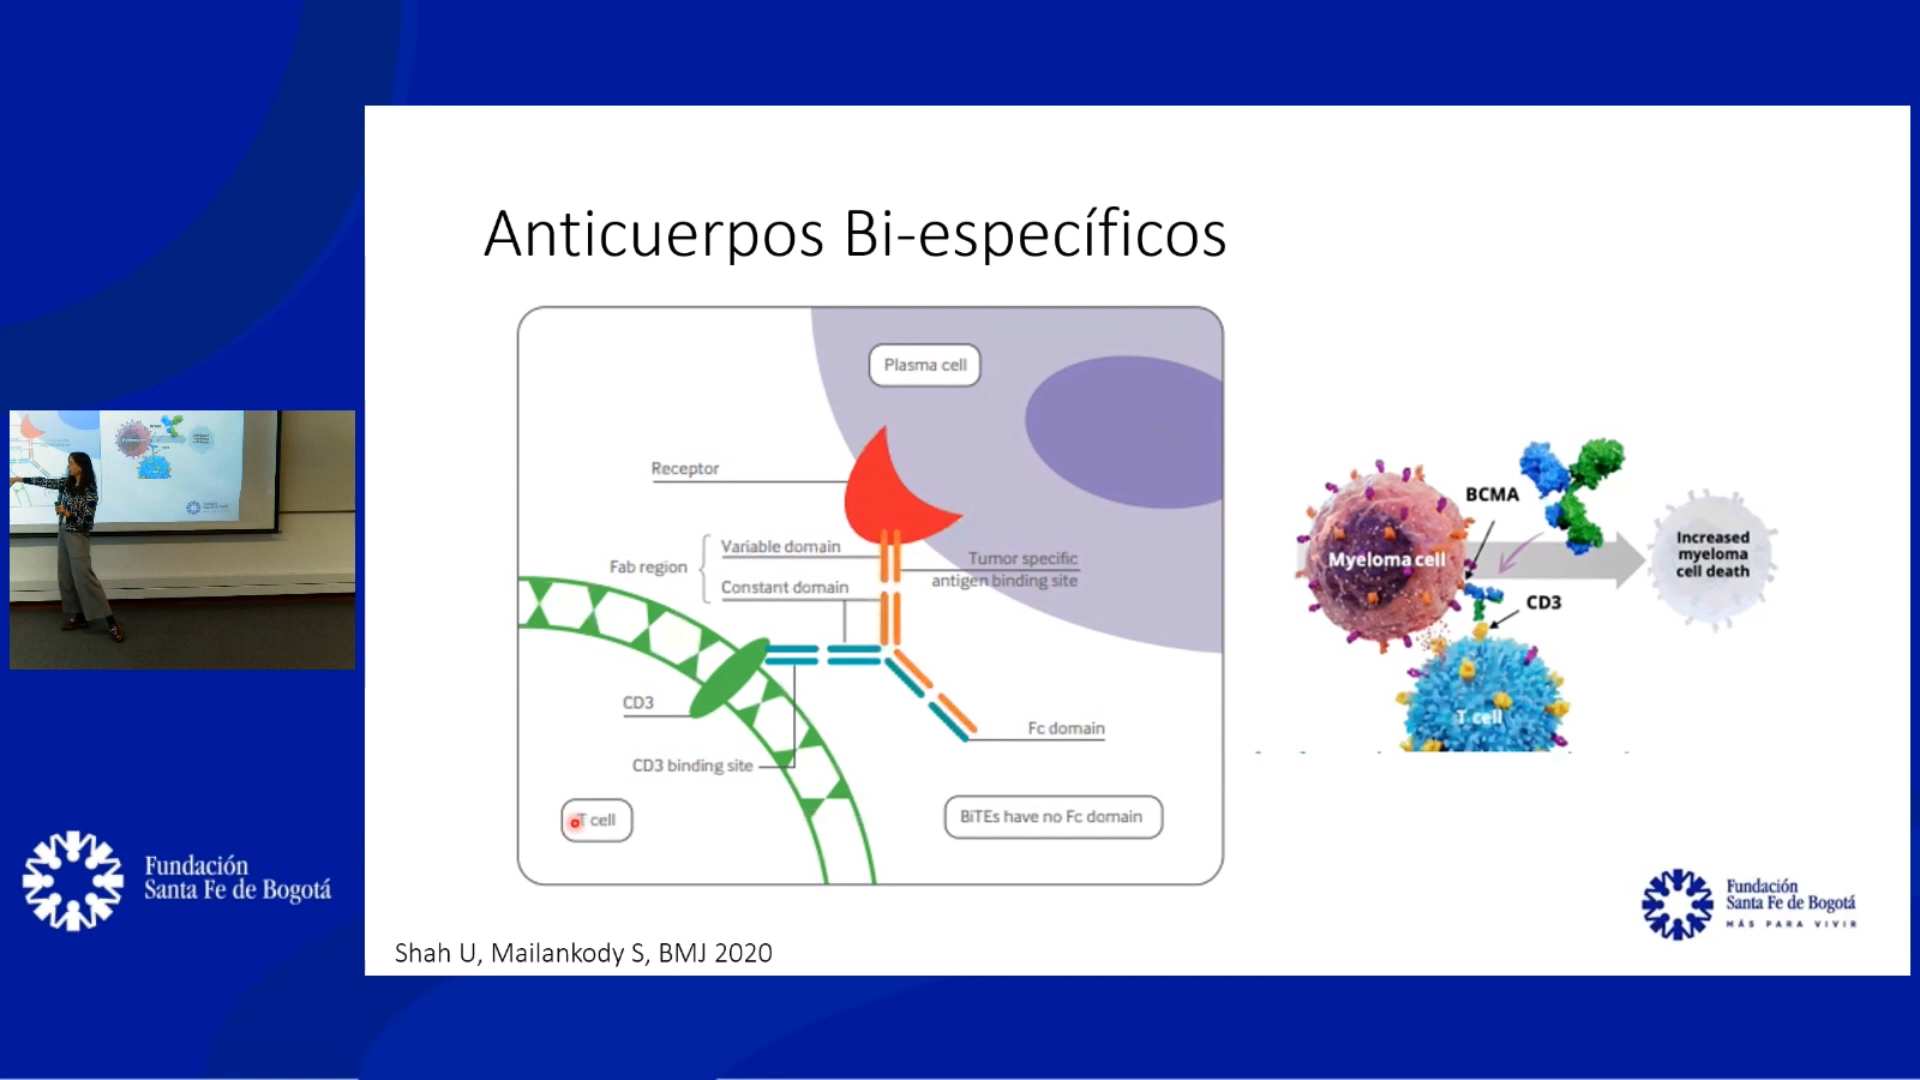 Anticuerpos Bi-específicos
Plasma cell
Receptor
Variable domain
Fab region
Constant domain
Tumor specific
antigen binding site
CD3
Fc domain
CD3 binding site
T cell
BiTEs have no Fc domain
BCMA
Myeloma cell
Increased
myeloma
cell death
CD3
T cell
Fundación
Santa Fe de Bogotá
Fundación
Santa Fe de Bogotá
MÁS PARA VIVIR
Shah U, Mailankody S, BMJ 2020